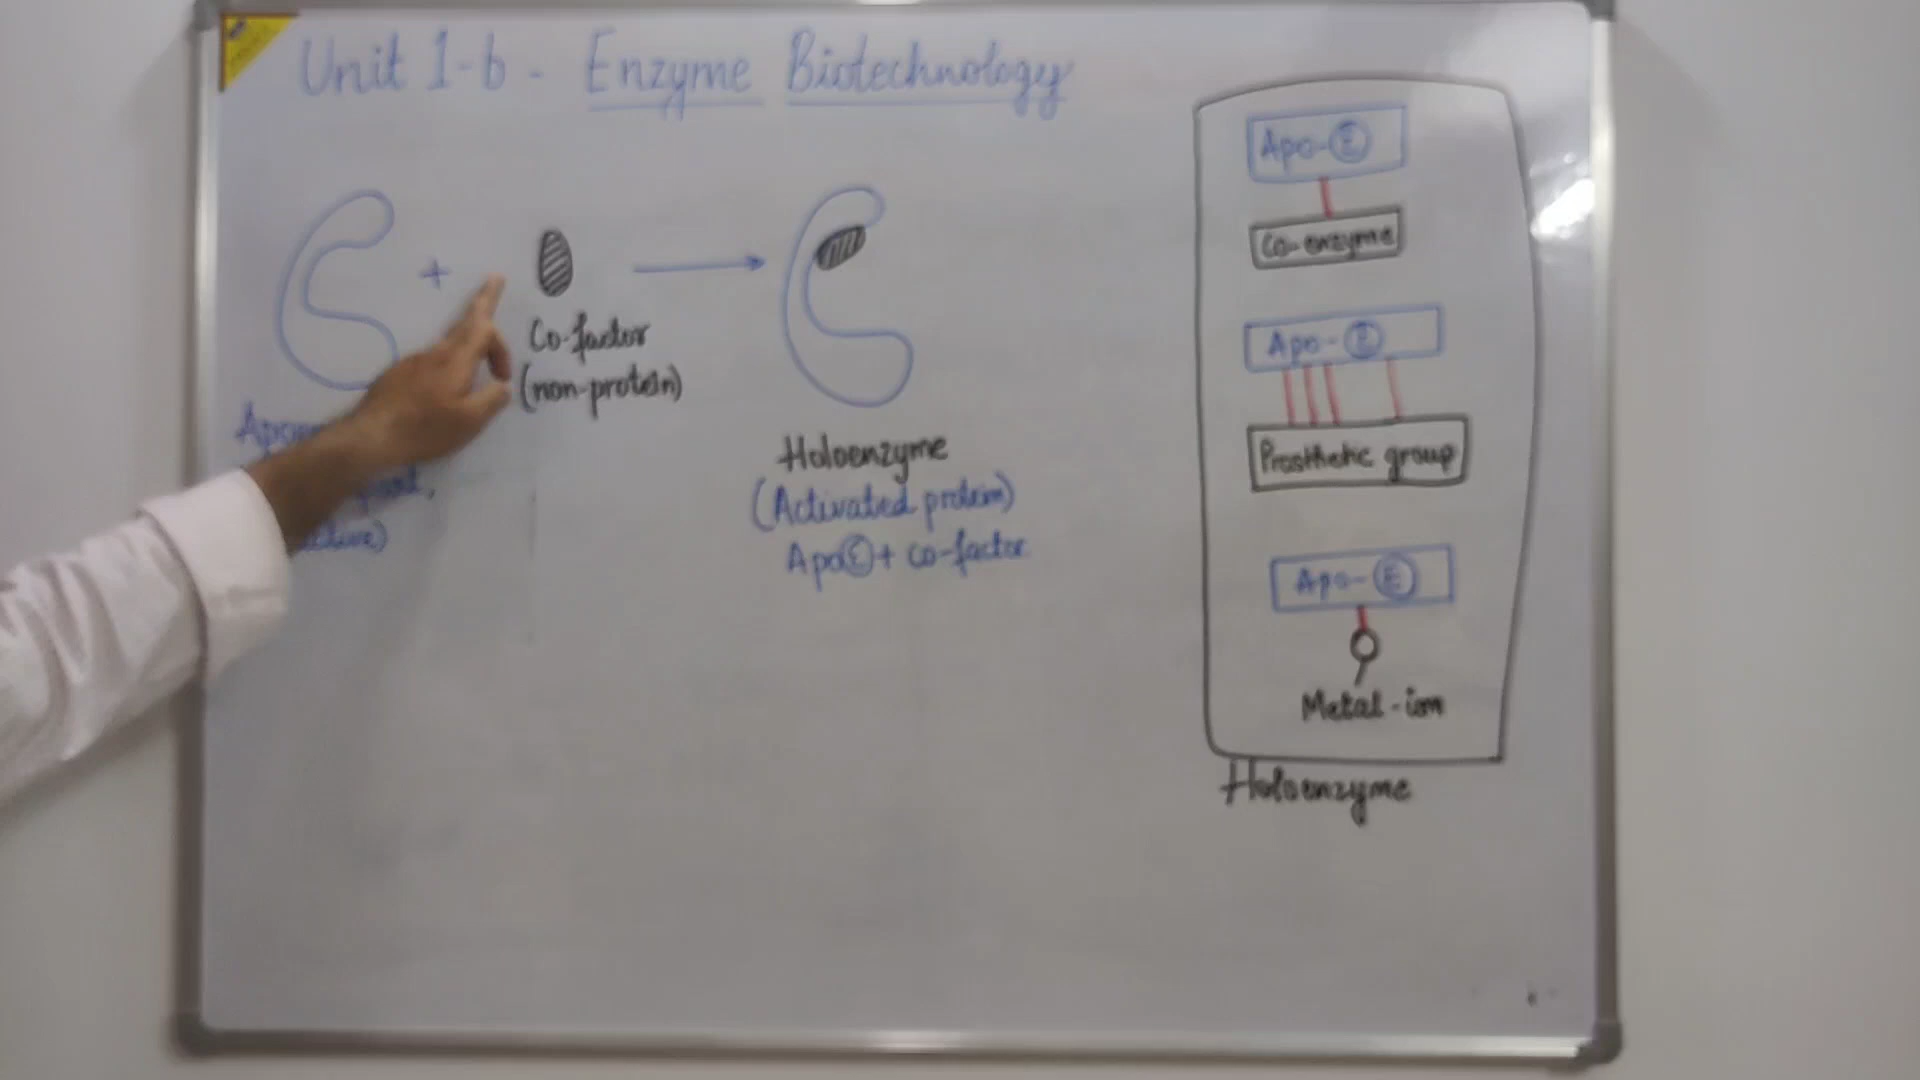 Unit 1-b - Enzyme Biotechnology
+
Co-factor
(non-protein)
Holoenzyme
(Activated protein)
Apo Ⓔ + co-factor
Apo-Ⓔ
Co-enzyme
Apo-Ⓔ
Prosthetic group
Apo-Ⓔ
Metal-ion
Holoenzyme